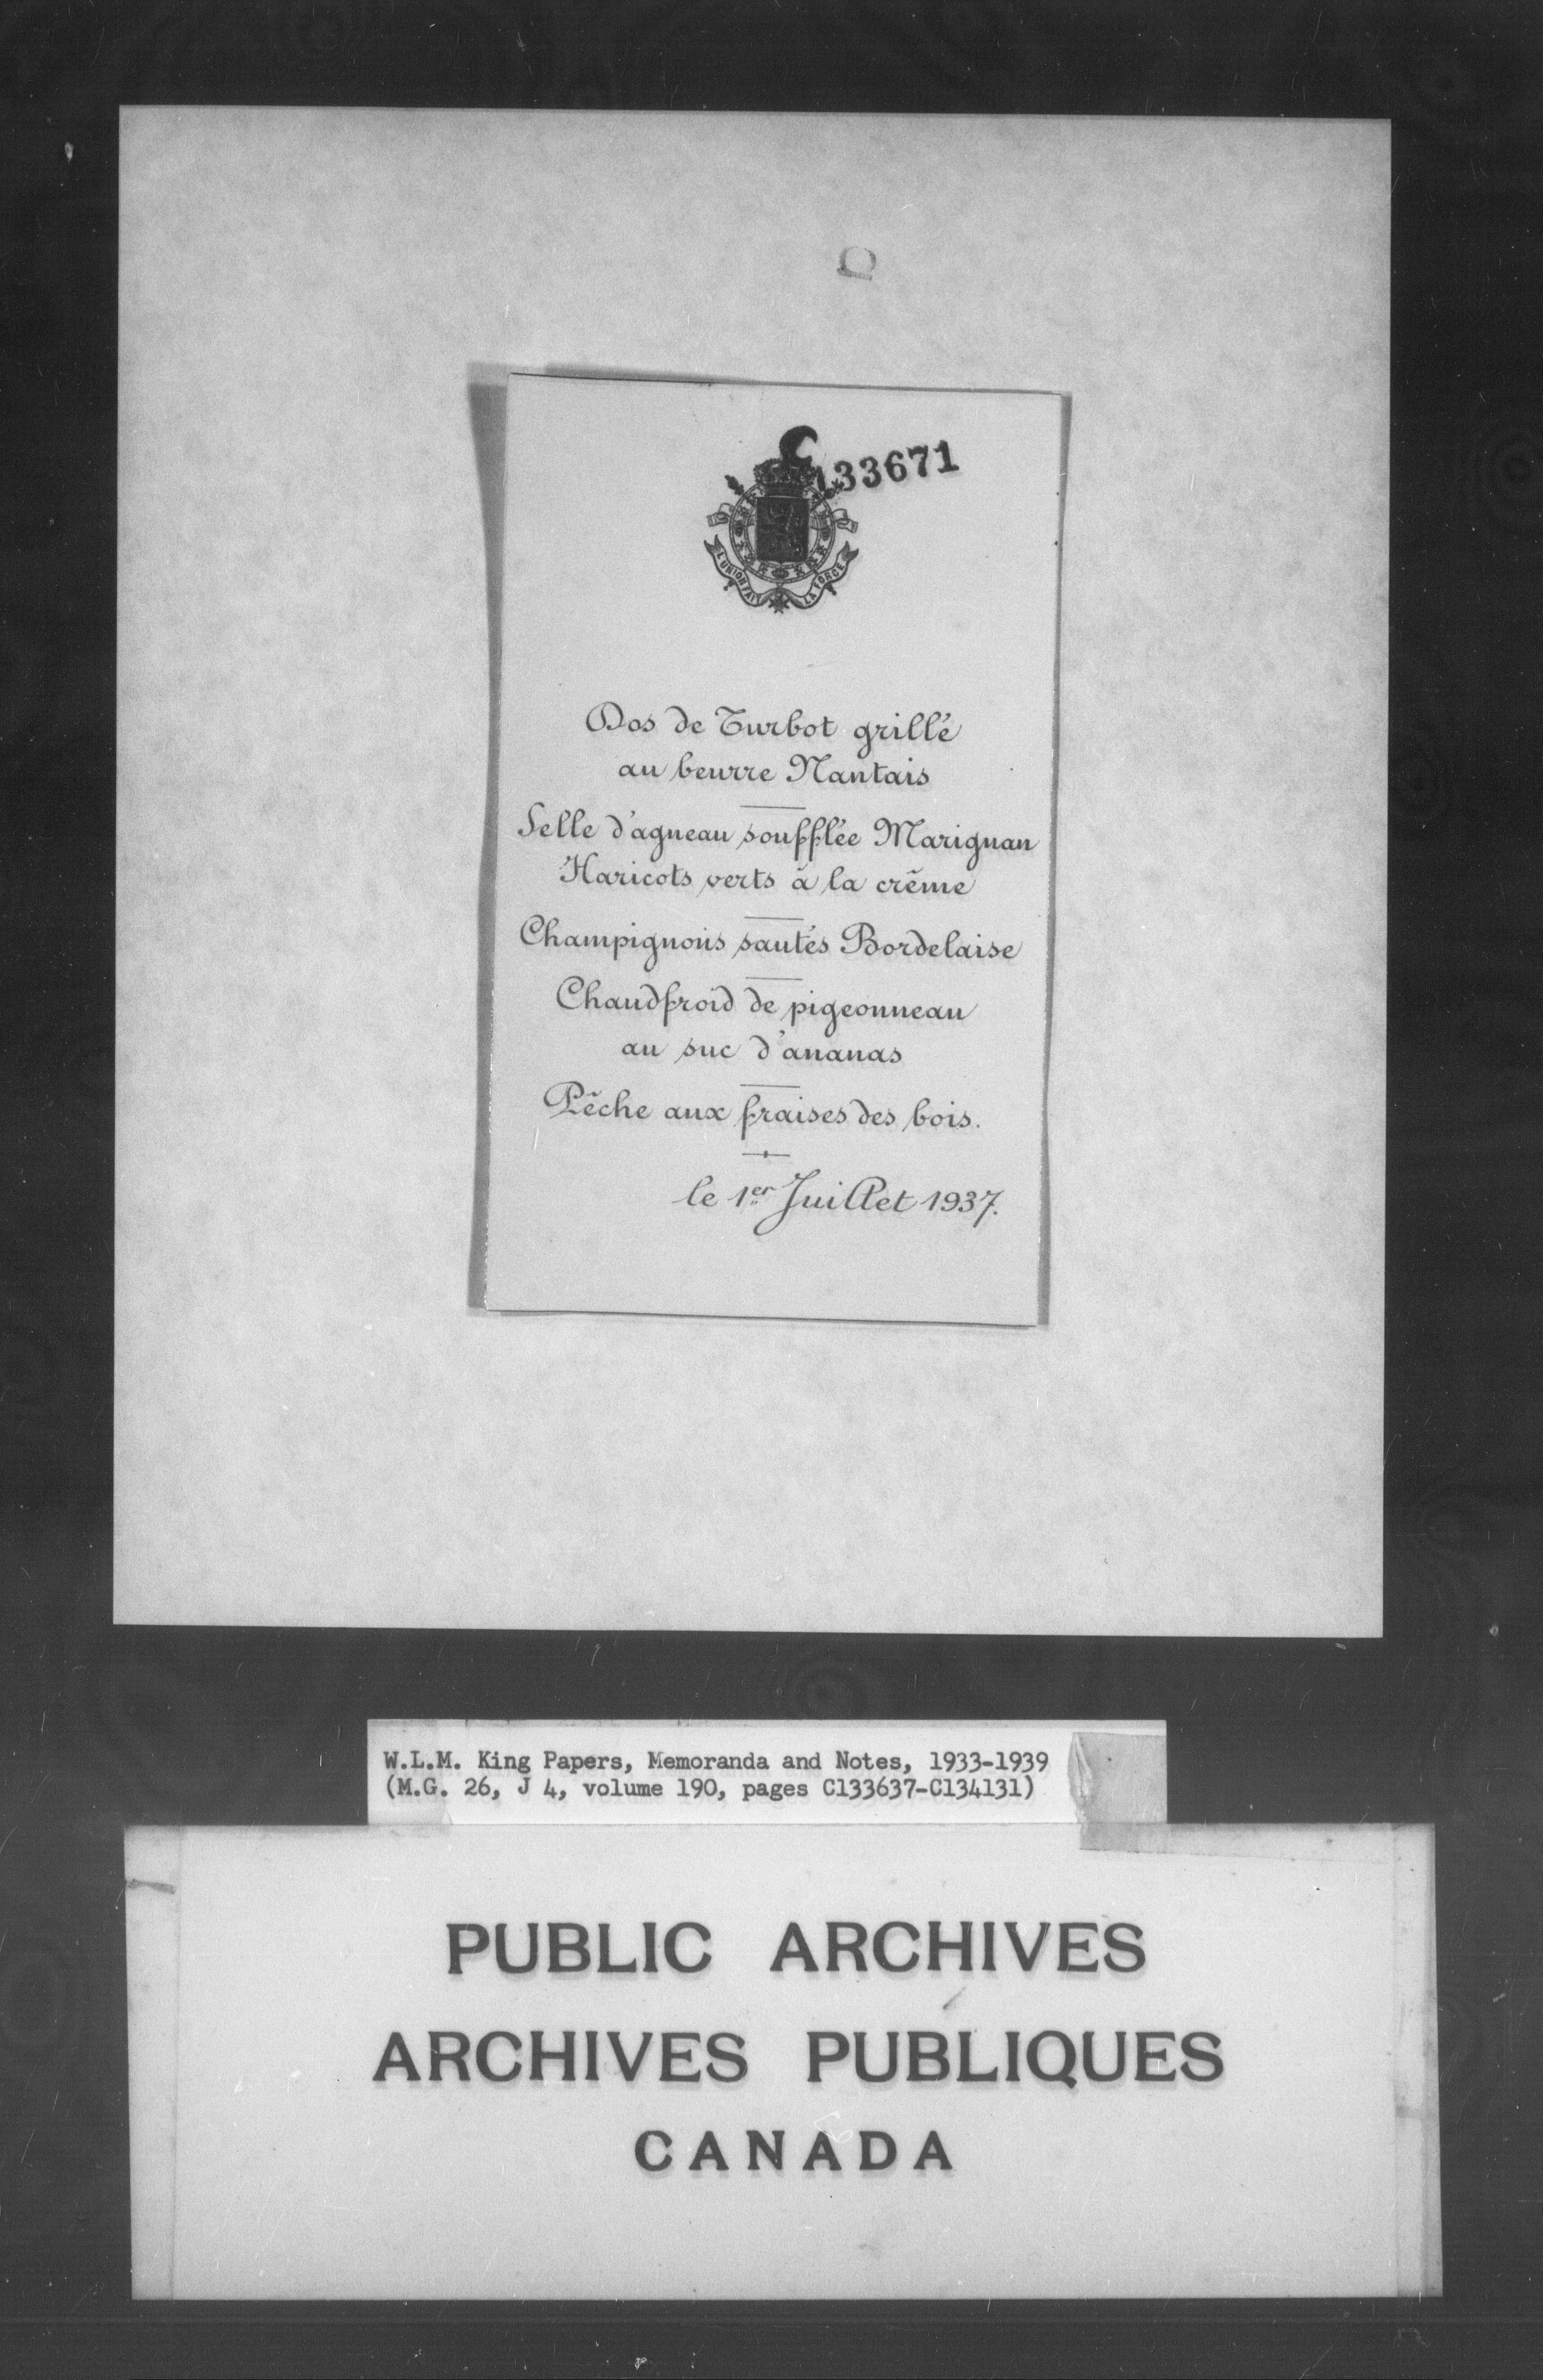 D
C133671
L'UNION FAIT LA FORCE
Dos de Turbot grillé
au beurre Nantais
Selle d'agneau soufflée Marignan
Haricots verts à la crême
Champignons sautés Bordelaise
Chaudfroid de pigeonneau
au suc d'ananas
Pêche aux fraises des bois.
le 1er Juillet 1937.
W.L.M. King Papers, Memoranda and Notes, 1933-1939
(M.G. 26, J 4, volume 190, pages C133637-C134131)
PUBLIC ARCHIVES
ARCHIVES PUBLIQUES
CANADA